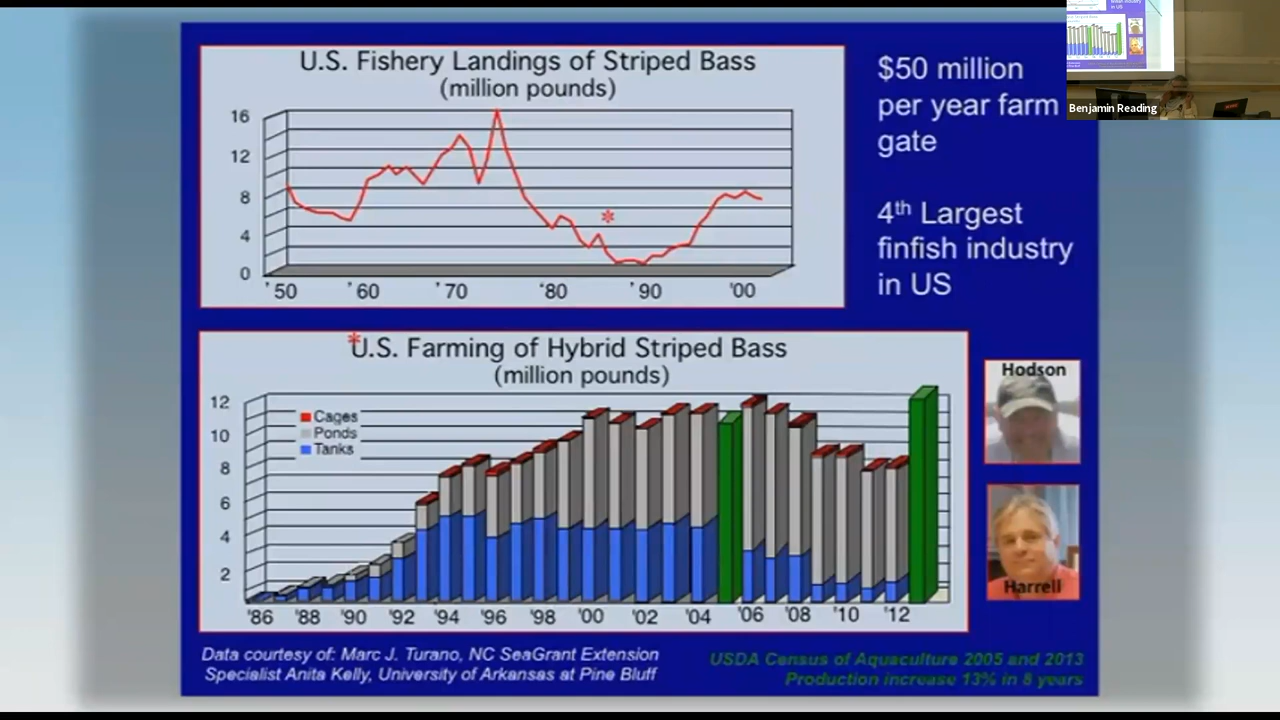 U.S. Fishery Landings of Striped Bass
(million pounds)
16
12
8
4
0
'50 '60 '70 '80 '90 '00
$50 million
per year farm
gate
4th Largest
finfish industry
in US
Benjamin Reading
*
*U.S. Farming of Hybrid Striped Bass
(million pounds)
12
10
8
6
4
2
Cages
Ponds
Tanks
'86 '88 '90 '92 '94 '96 '98 '00 '02 '04 '06 '08 '10 '12
Hodson
Harrell
Data courtesy of: Marc J. Turano, NC SeaGrant Extension
Specialist Anita Kelly, University of Arkansas at Pine Bluff
USDA Census of Aquaculture 2005 and 2013
Production increase 13% in 8 years